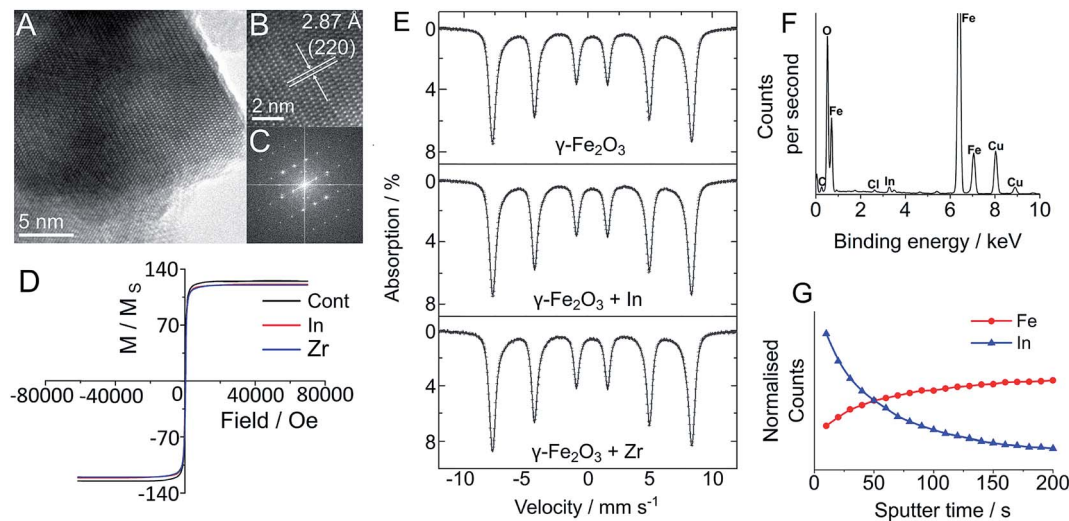 A
5 nm
B
2.87 Å
(220)
2 nm
C
D
M / M_S
140
70
-80000 -40000 0 40000 80000
-70
-140
Field / Oe
Cont
In
Zr
E
Absorption / %
0
4
8
γ-Fe₂O₃
0
4
8
γ-Fe₂O₃ + In
0
4
8
γ-Fe₂O₃ + Zr
-10 -5 0 5 10
Velocity / mm s⁻¹
F
Counts
per second
C
O
Fe
Cl
In
Fe
Fe
Cu
Cu
0 2 4 6 8 10
Binding energy / keV
G
Normalised
Counts
Fe
In
0 50 100 150 200
Sputter time / s